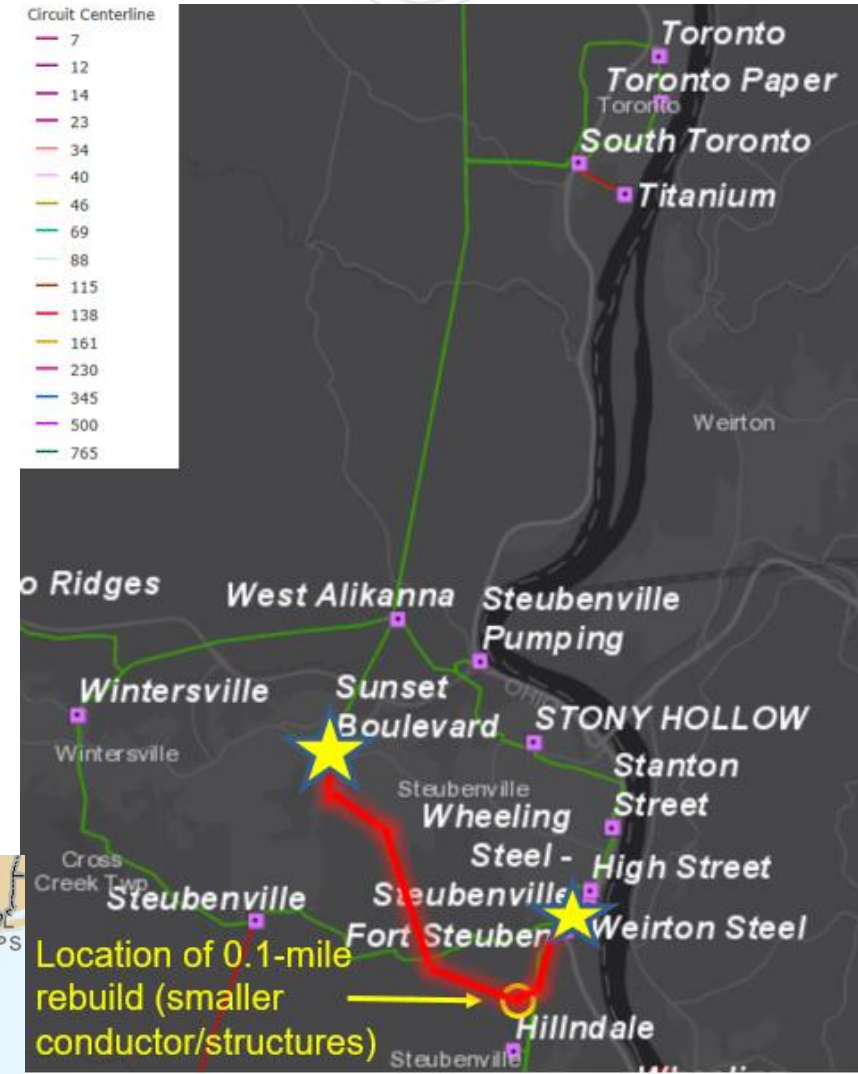 Circuit Centerline
7
12
14
23
34
40
46
69
88
115
138
161
230
345
500
765
Toronto
Toronto Paper
Toronto
South Toronto
Titanium
Weirton
o Ridges
West Alikanna
Steubenville
Pumping
Wintersville
Sunset
Boulevard
OHIO
STONY HOLLOW
Wintersville
Stanton
Street
Steubenville
Wheeling
Steel -
Steubenville
High Street
Cross
Creek Twp
Steubenville
Fort Steuben
Weirton Steel
PS
Location of 0.1-mile
rebuild (smaller
conductor/structures)
Hillndale
Steubenville